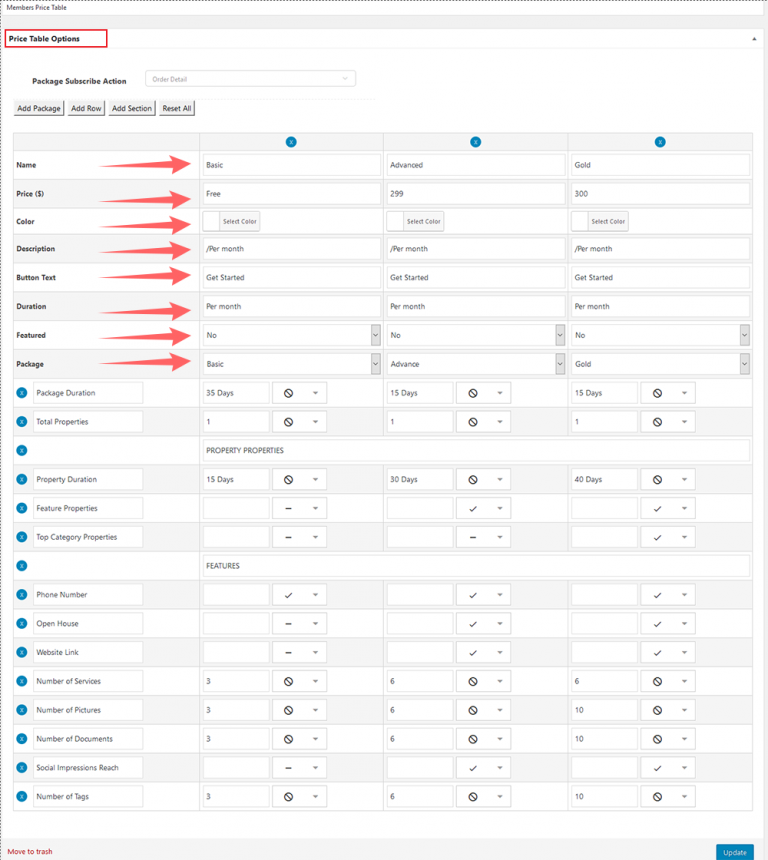 Members Price Table
Price Table Options
Package Subscribe Action Order Detail
Add Package Add Row Add Section Reset All
x x x
Name Basic Advanced Gold
Price ($) Free 299 300
Color Select Color Select Color Select Color
Description /Per month /Per month /Per month
Button Text Get Started Get Started Get Started
Duration Per month Per month Per month
Featured No No No
Package Basic Advance Gold
x Package Duration 35 Days 15 Days 15 Days
x Total Properties 1 1 1
x PROPERTY PROPERTIES
x Property Duration 15 Days 30 Days 40 Days
x Feature Properties
x Top Category Properties
x FEATURES
x Phone Number
x Open House
x Website Link
x Number of Services 3 6 6
x Number of Pictures 3 6 10
x Number of Documents 3 6 10
x Social Impressions Reach
x Number of Tags 3 6 10
Move to trash Update